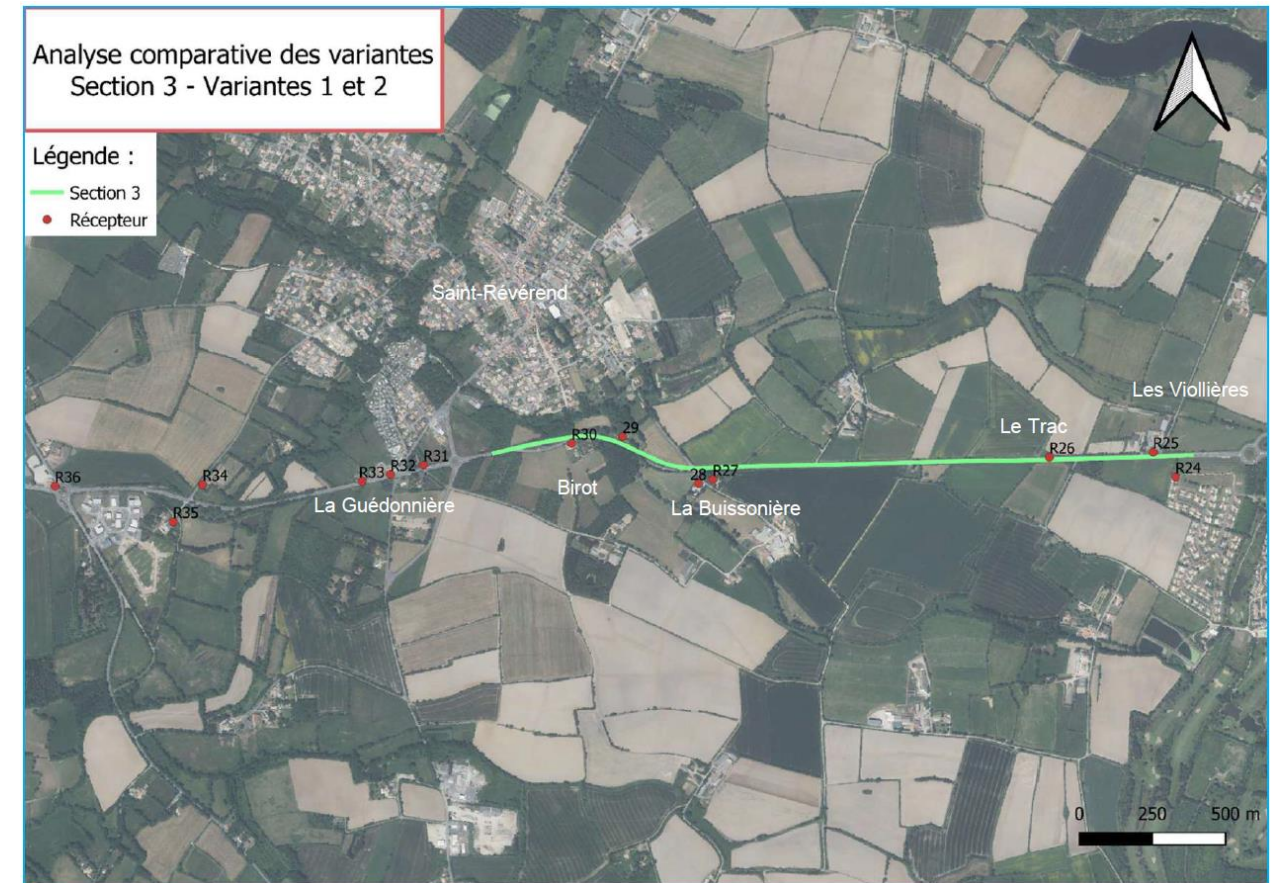 Analyse comparative des variantes
Section 3 - Variantes 1 et 2
Légende :
Section 3
Récepteur
Saint-Révérend
Les Viollières
Le Trac
R30
29
R26
R25
R31
R32
R33
R34
R36
28
R27
R24
La Guédonnière
Birot
La Buissonière
R35
0 250 500 m